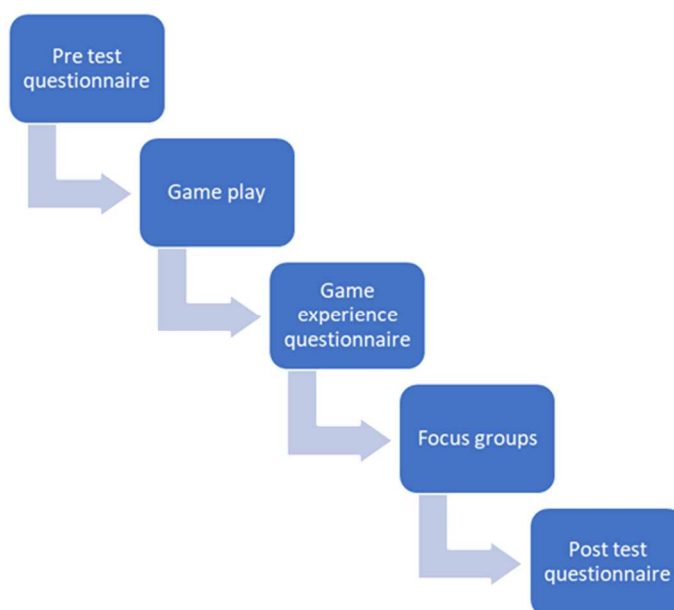 Pre test
questionnaire
Game play
Game
experience
questionnaire
Focus groups
Post test
questionnaire